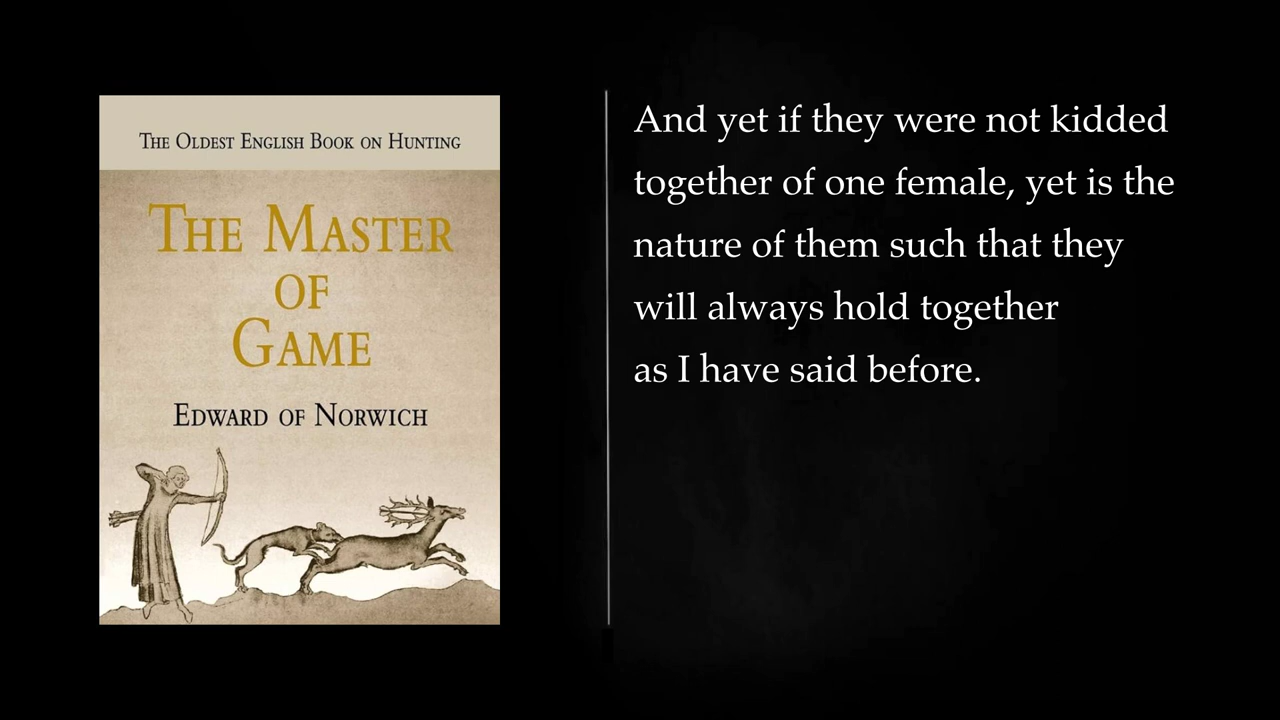 The Oldest English Book on Hunting
The Master
of
Game
Edward of Norwich
And yet if they were not kidded
together of one female, yet is the
nature of them such that they
will always hold together
as I have said before.